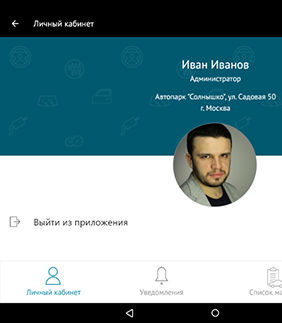 Личный кабинет
Иван Иванов
Администратор
Автопарк "Солнышко", ул. Садовая 50
г. Москва
Выйти из приложения
Личный кабинет
Уведомления
Список ма